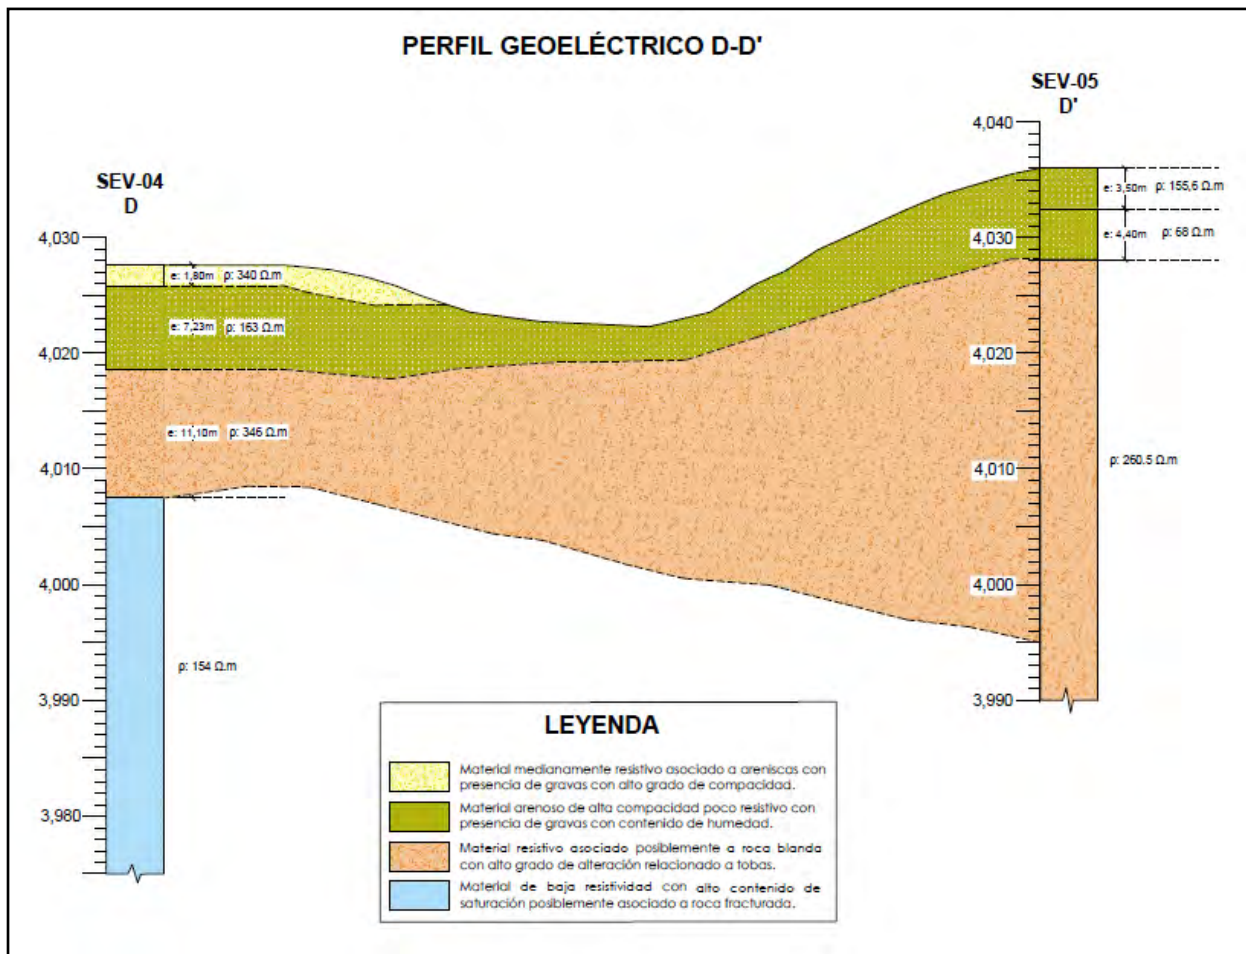 PERFIL GEOELÉCTRICO D-D'
SEV-04
D
4,030
4,020
4,010
4,000
3,990
3,980
e: 1,80m ρ: 340 Ω.m
e: 7,23m ρ: 163 Ω.m
e: 11,10m ρ: 346 Ω.m
ρ: 154 Ω.m
SEV-05
D'
4,040
4,030
4,020
4,010
4,000
3,990
e: 3,50m ρ: 155,6 Ω.m
e: 4,40m ρ: 68 Ω.m
ρ: 260.5 Ω.m
LEYENDA
Material medianamente resistivo asociado a areniscas con
presencia de gravas con alto grado de compacidad.
Material arenoso de alta compacidad poco resistivo con
presencia de gravas con contenido de humedad.
Material resistivo asociado posiblemente a roca blanda
con alto grado de alteración relacionado a tobas.
Material de baja resistividad con alto contenido de
saturación posiblemente asociado a roca fracturada.